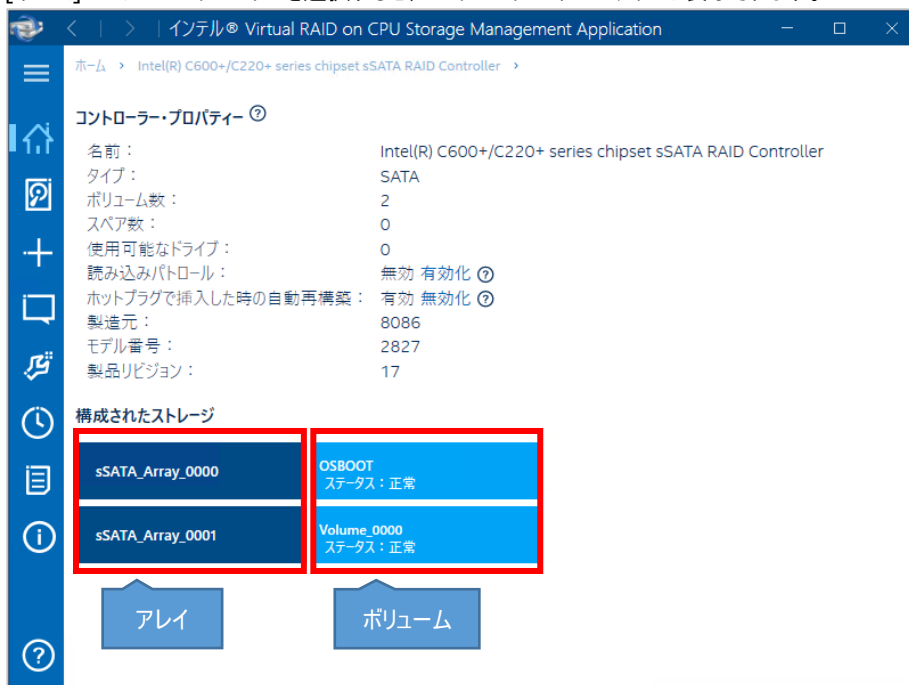 インテル® Virtual RAID on CPU Storage Management Application
ホーム › Intel(R) C600+/C220+ series chipset sSATA RAID Controller ›
コントローラー・プロパティー
名前： Intel(R) C600+/C220+ series chipset sSATA RAID Controller
タイプ： SATA
ボリューム数： 2
スペア数： 0
使用可能なドライブ： 0
読み込みパトロール： 無効 有効化
ホットプラグで挿入した時の自動再構築： 有効 無効化
製造元： 8086
モデル番号： 2827
製品リビジョン： 17
構成されたストレージ
sSATA_Array_0000
OSBOOT
ステータス：正常
sSATA_Array_0001
Volume_0000
ステータス：正常
アレイ
ボリューム